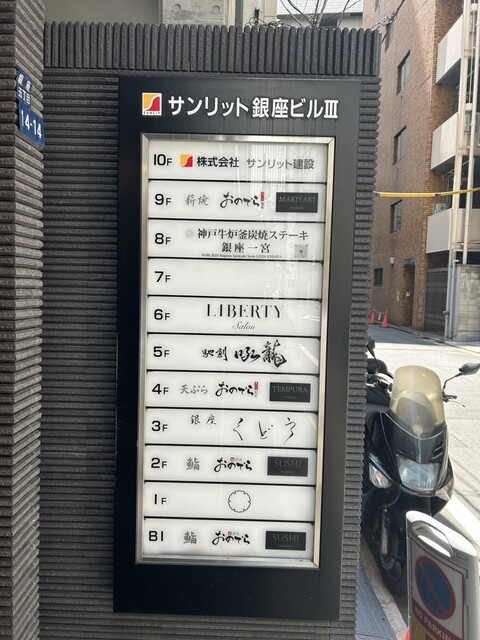 銀座
五丁目
14-14
サンリット銀座ビルⅢ
10F 株式会社 サンリット建設
9F 薪焼 おのでら MAKIYAKI
8F 神戸牛炉釜炭焼ステーキ
銀座一宮
7F
6F LIBERTY
Salon
5F 龍
4F 天ぷら おのでら TEMPURA
3F 銀座 くどう
2F 鮨 おのでら SUSHI
1F
B1 鮨 おのでら SUSHI